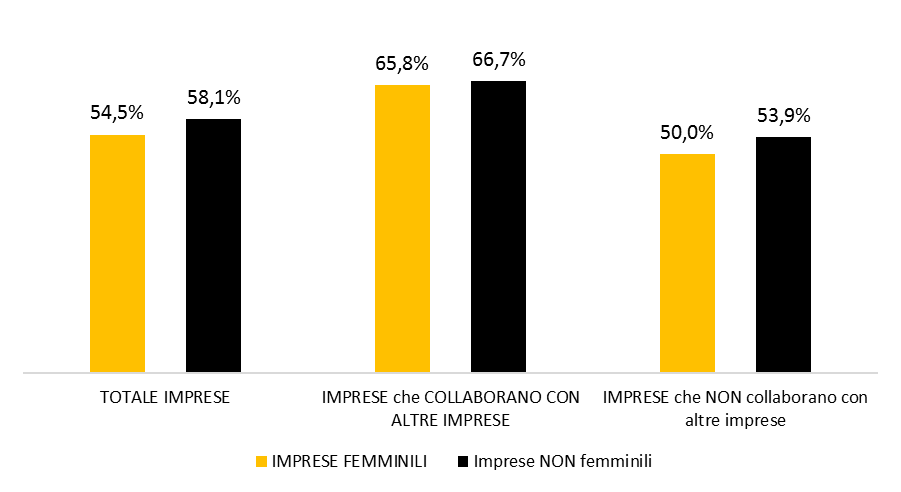 54,5%
58,1%
65,8%
66,7%
50,0%
53,9%
TOTALE IMPRESE
IMPRESE che COLLABORANO CON
ALTRE IMPRESE
IMPRESE che NON collaborano con
altre imprese
IMPRESE FEMMINILI
Imprese NON femminili